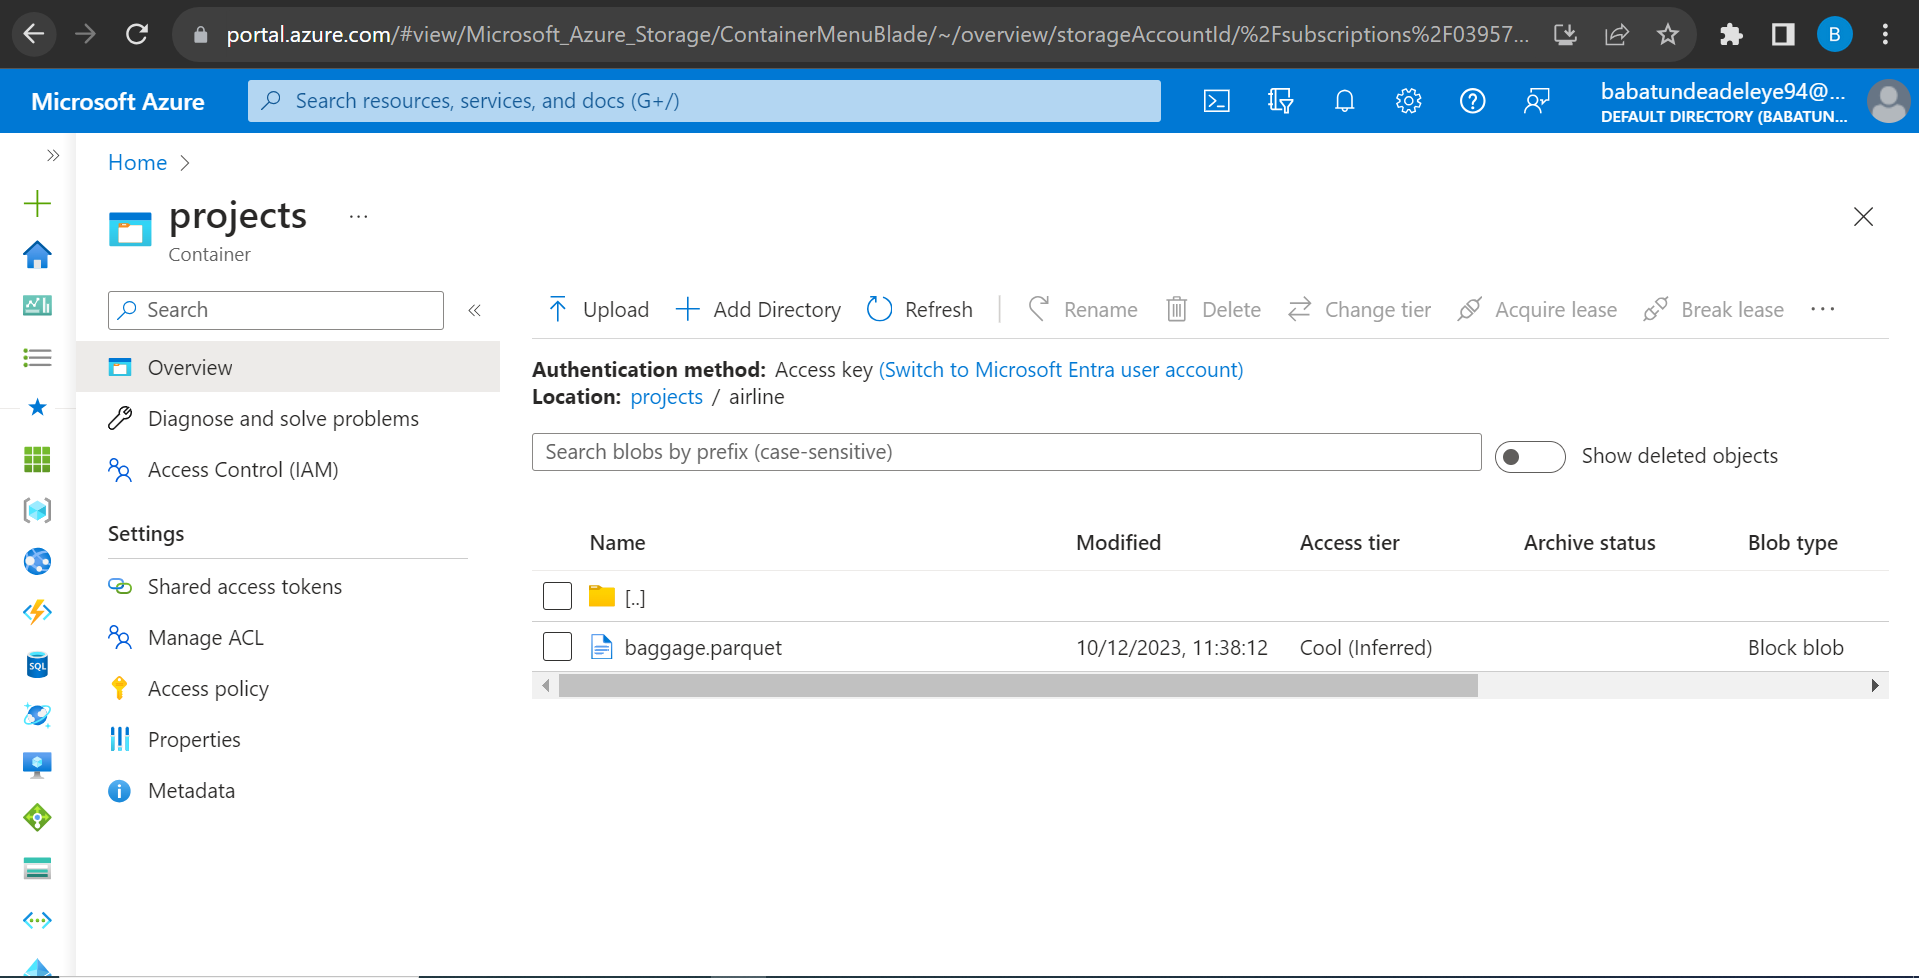 portal.azure.com/#view/Microsoft_Azure_Storage/ContainerMenuBlade/~/overview/storageAccountId/%2Fsubscriptions%2F03957...
B
Microsoft Azure
Search resources, services, and docs (G+/)
babatundeadeleye94@...
DEFAULT DIRECTORY (BABATUN...
Home
projects
...
Container
Search
Upload
Add Directory
Refresh
Rename
Delete
Change tier
Acquire lease
Break lease
...
Overview
Diagnose and solve problems
Access Control (IAM)
Settings
Shared access tokens
Manage ACL
Access policy
Properties
Metadata
Authentication method: Access key (Switch to Microsoft Entra user account)
Location: projects / airline
Search blobs by prefix (case-sensitive)
Show deleted objects
Name Modified Access tier Archive status Blob type
[..]
baggage.parquet 10/12/2023, 11:38:12 Cool (Inferred) Block blob
SQL